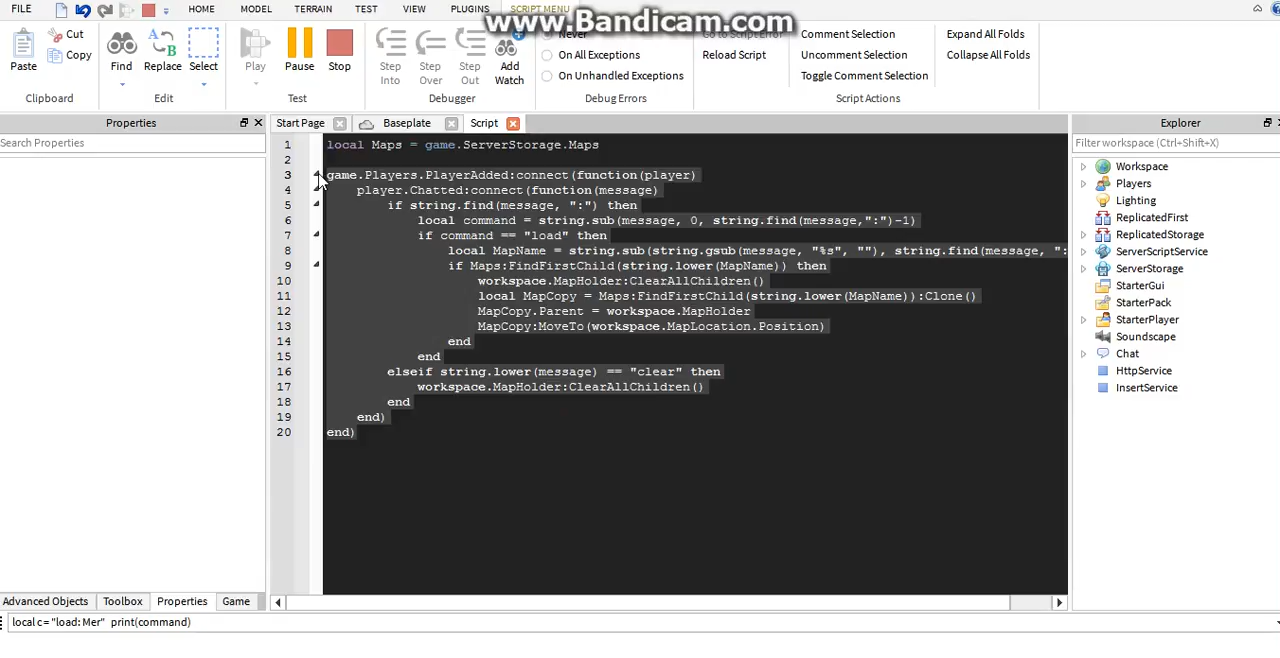 FILE HOME MODEL TERRAIN TEST VIEW PLUGINS SCRIPT MENU
www.Bandicam.com
Paste Cut Copy Find Replace Select Play Pause Stop Step Into Step Over Step Out Add Watch
Never
On All Exceptions
On Unhandled Exceptions
Go to Script Error
Reload Script
Comment Selection
Uncomment Selection
Toggle Comment Selection
Expand All Folds
Collapse All Folds
Clipboard Edit Test Debugger Debug Errors Script Actions
Properties Start Page Baseplate Script Explorer
Search Properties
Filter workspace (Ctrl+Shift+X)
1 local Maps = game.ServerStorage.Maps
2
3 game.Players.PlayerAdded:connect(function(player)
4 player.Chatted:connect(function(message)
5 if string.find(message, ":") then
6 local command = string.sub(message, 0, string.find(message,":")-1)
7 if command == "load" then
8 local MapName = string.sub(string.gsub(message, "%s", ""), string.find(message, ":
9 if Maps:FindFirstChild(string.lower(MapName)) then
10 workspace.MapHolder:ClearAllChildren()
11 local MapCopy = Maps:FindFirstChild(string.lower(MapName)):Clone()
12 MapCopy.Parent = workspace.MapHolder
13 MapCopy:MoveTo(workspace.MapLocation.Position)
14 end
15 end
16 elseif string.lower(message) == "clear" then
17 workspace.MapHolder:ClearAllChildren()
18 end
19 end)
20 end)
Workspace
Players
Lighting
ReplicatedFirst
ReplicatedStorage
ServerScriptService
ServerStorage
StarterGui
StarterPack
StarterPlayer
Soundscape
Chat
HttpService
InsertService
Advanced Objects Toolbox Properties Game
local c= "load: Mer" print(command)